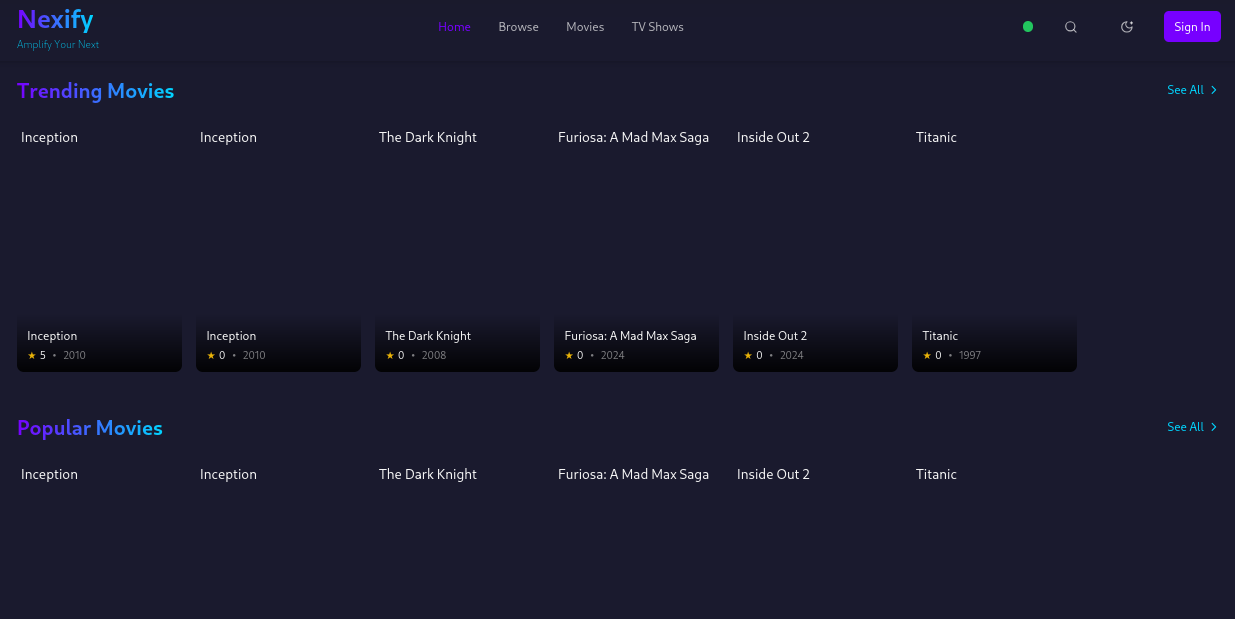 Nexify
Amplify Your Next
Home Browse Movies TV Shows
Sign In
Trending Movies
See All
Inception Inception The Dark Knight Furiosa: A Mad Max Saga Inside Out 2 Titanic
Inception Inception The Dark Knight Furiosa: A Mad Max Saga Inside Out 2 Titanic
★ 5 • 2010 ★ 0 • 2010 ★ 0 • 2008 ★ 0 • 2024 ★ 0 • 2024 ★ 0 • 1997
Popular Movies
See All
Inception Inception The Dark Knight Furiosa: A Mad Max Saga Inside Out 2 Titanic